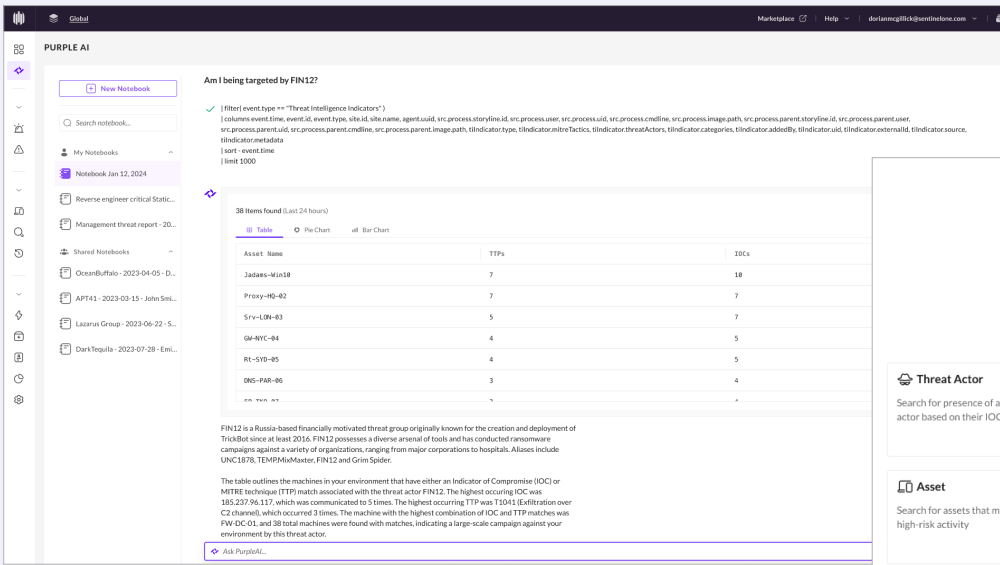 Global
Marketplace
Help
dorianmcgillick@sentinelone.com
PURPLE AI
New Notebook
Search notebook...
My Notebooks
Notebook Jan 12, 2024
Reverse engineer critical Static...
Management threat report - 20...
Shared Notebooks
OceanBuffalo - 2023-04-05 - D...
APT41 - 2023-03-15 - John Smi...
Lazarus Group - 2023-06-22 - S...
DarkTequila - 2023-07-28 - Emi...
Am I being targeted by FIN12?
| filter( event.type == "Threat Intelligence Indicators" )
| columns event.time, event.id, event.type, site.id, site.name, agent.uuid, src.process.storyline.id, src.process.user, src.process.uid, src.process.cmdline, src.process.image.path, src.process.parent.storyline.id, src.process.parent.user,
src.process.parent.uid, src.process.parent.cmdline, src.process.parent.image.path, tiIndicator.type, tiIndicator.mitreTactics, tiIndicator.threatActors, tiIndicator.categories, tiIndicator.addedBy, tiIndicator.uid, tiIndicator.externalId, tiIndicator.source,
tiIndicator.metadata
| sort - event.time
| limit 1000
38 Items found (Last 24 hours)
Table Pie Chart Bar Chart
Asset Name TTPs IOCs
Jadams-Win10 7 10
Proxy-HQ-02 7 7
Srv-LON-03 5 7
GW-NYC-04 4 5
Rt-SYD-05 4 5
DNS-PAR-06 3 4
FIN12 is a Russia-based financially motivated threat group originally known for the creation and deployment of
TrickBot since at least 2016. FIN12 possesses a diverse arsenal of tools and has conducted ransomware
campaigns against a variety of organizations, ranging from major corporations to hospitals. Aliases include
UNC1878, TEMP.MixMaxter, FIN12 and Grim Spider.
The table outlines the machines in your environment that have either an Indicator of Compromise (IOC) or
MITRE technique (TTP) match associated with the threat actor FIN12. The highest occuring IOC was
185.237.96.117, which was communicated to 5 times. The highest occurring TTP was T1041 (Exfiltration over
C2 channel), which occurred 3 times. The machine with the highest combination of IOC and TTP matches was
FW-DC-01, and 38 total machines were found with matches, indicating a large-scale campaign against your
environment by this threat actor.
Ask PurpleAI...
Threat Actor
Search for presence of a
actor based on their IOC
Asset
Search for assets that m
high-risk activity